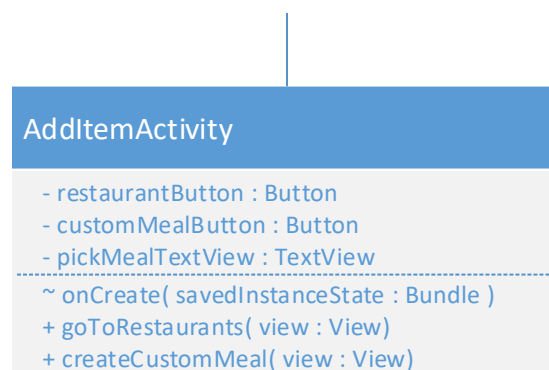 AddItemActivity
- restaurantButton : Button
- customMealButton : Button
- pickMealTextView : TextView
~ onCreate( savedInstanceState : Bundle )
+ goToRestaurants( view : View)
+ createCustomMeal( view : View)